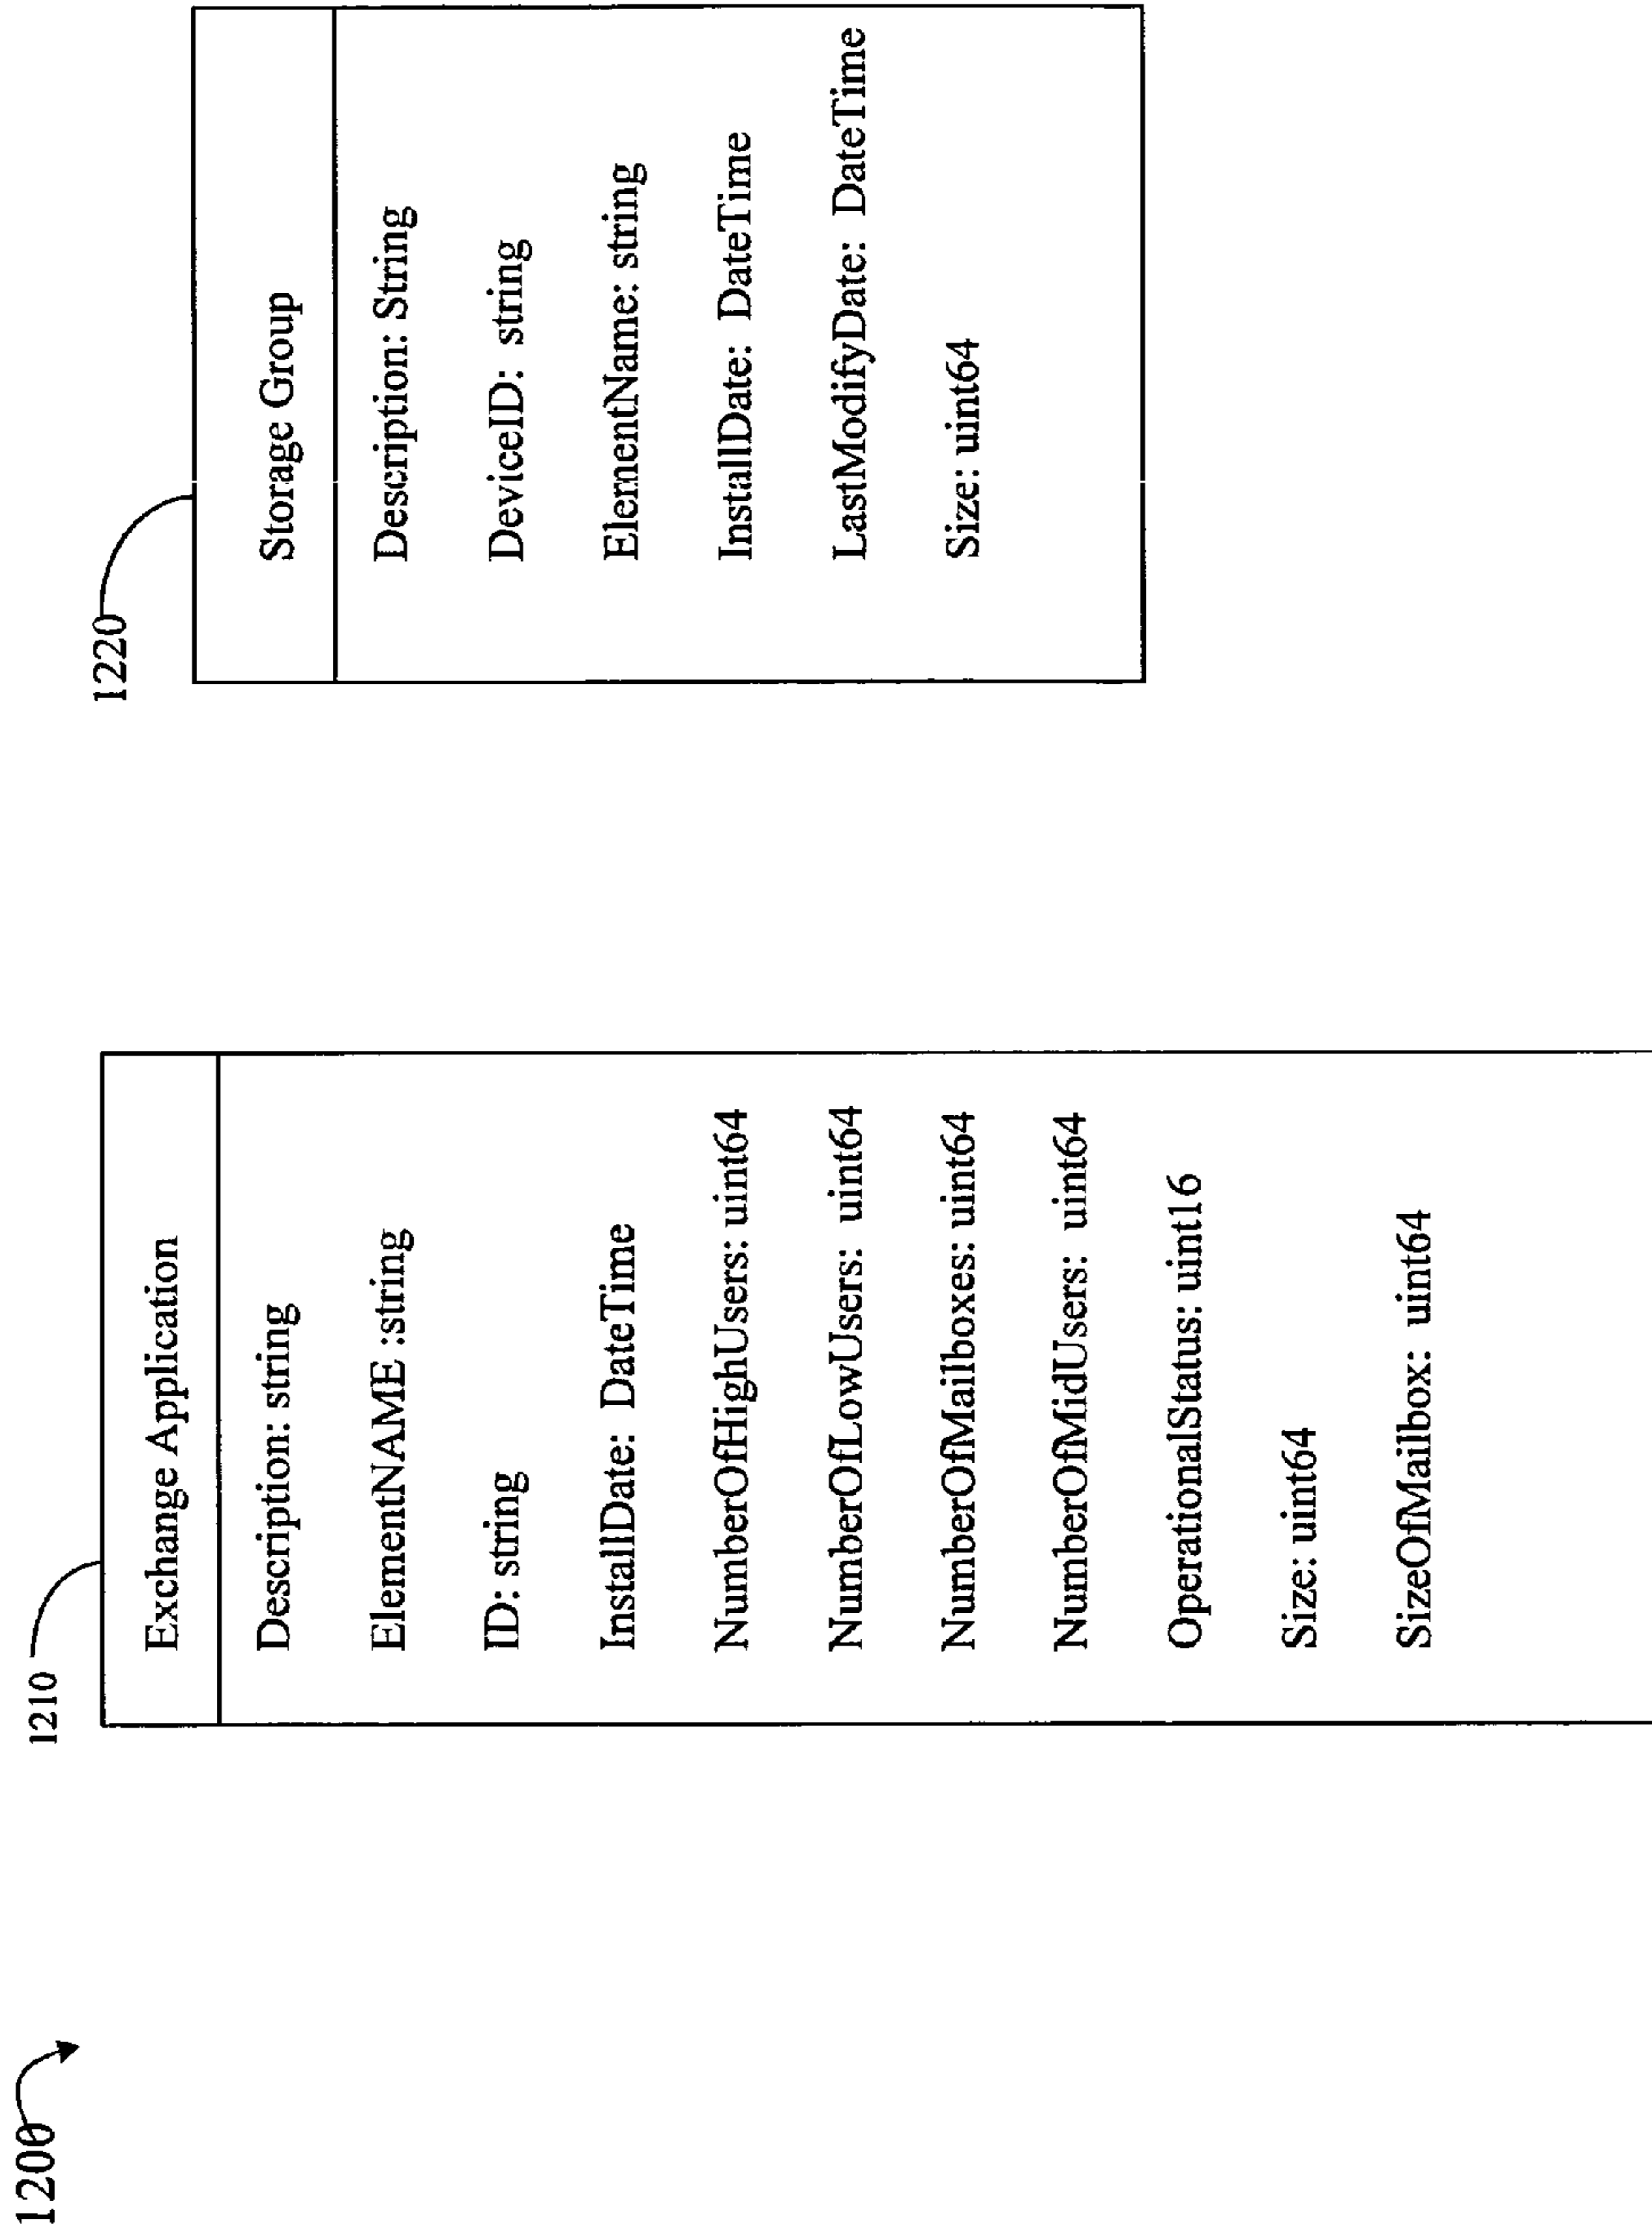 1200
1210
Exchange Application
Description: string
ElementNAME :string
ID: string
InstallDate: DateTime
NumberOfHighUsers: uint64
NumberOfLowUsers: uint64
NumberOfMailboxes: uint64
NumberOfMidUsers: uint64
OperationalStatus: uint16
Size: uint64
SizeOfMailbox: uint64
1220
Storage Group
Description: String
DeviceID: string
ElementName: string
InstallDate: DateTime
LastModifyDate: DateTime
Size: uint64